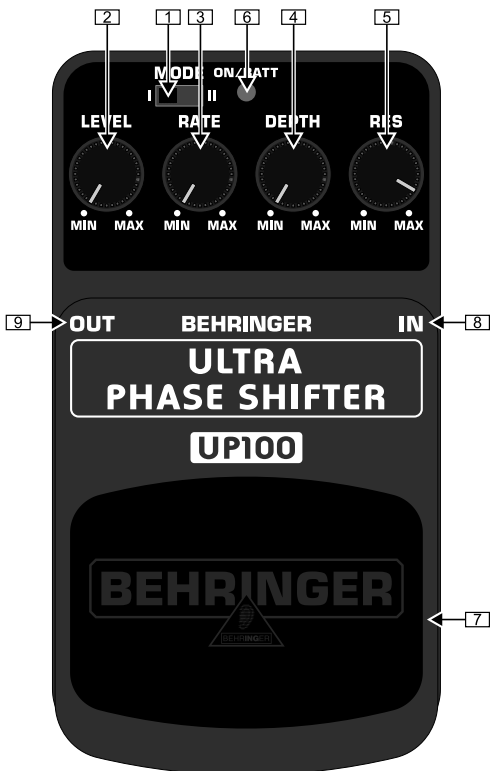 2 1 3 6 4 5
MODE ON/BATT
I II
LEVEL RATE DEPTH RES
MIN MAX MIN MAX MIN MAX MIN MAX
9 OUT BEHRINGER IN 8
ULTRA
PHASE SHIFTER
UP100
BEHRINGER
7
BEHRINGER